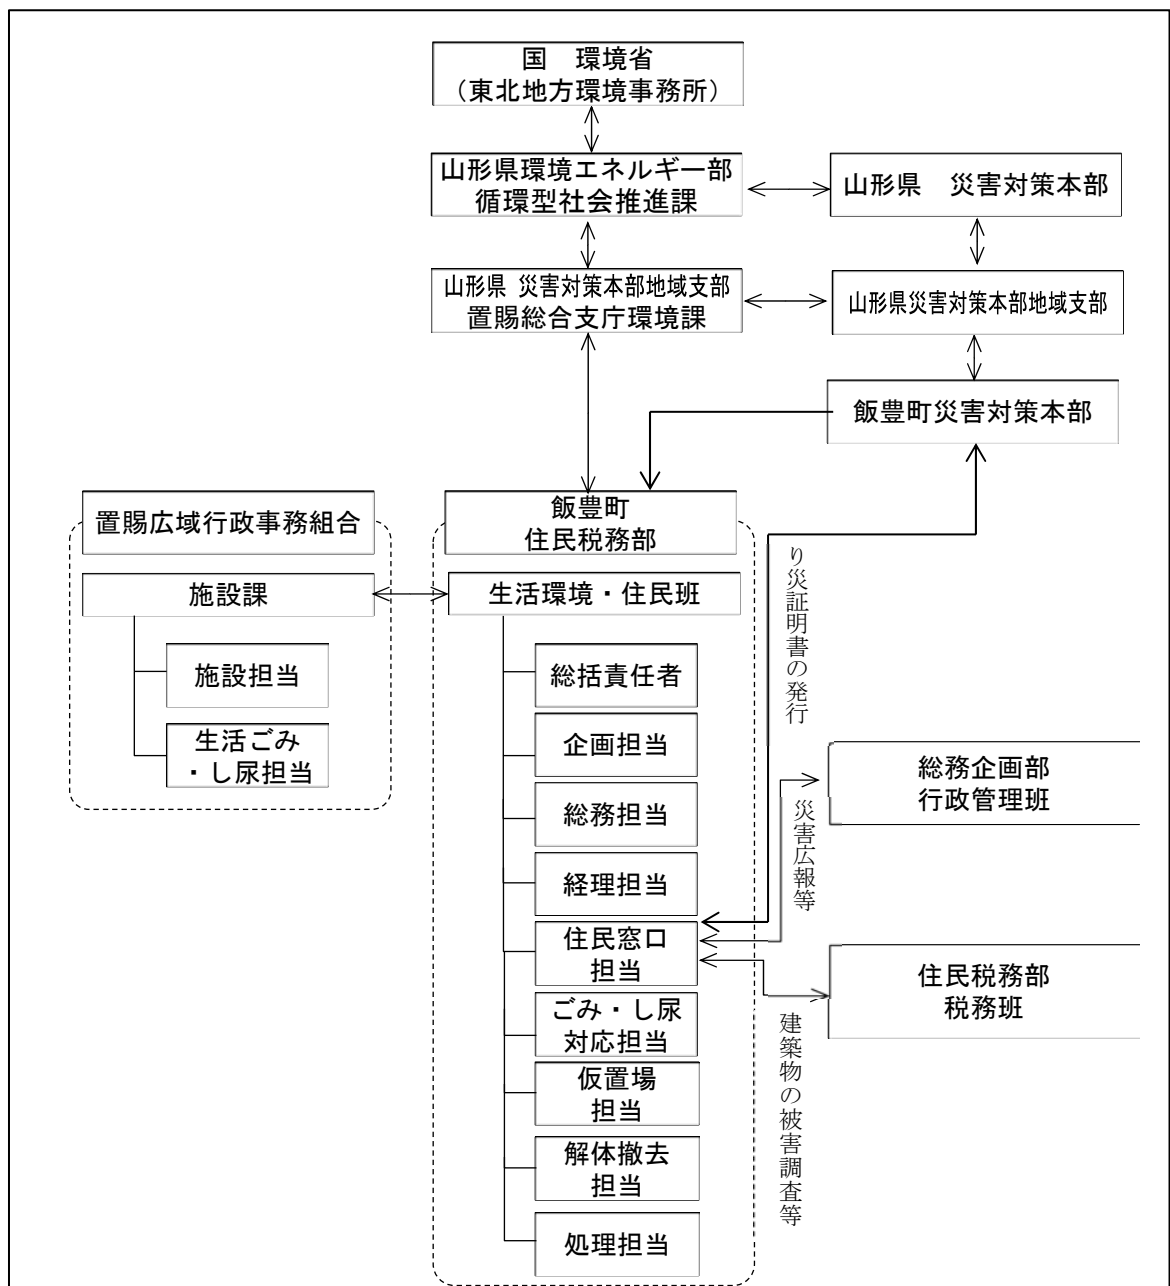 国　環境省
（東北地方環境事務所）
山形県環境エネルギー部
循環型社会推進課
山形県　災害対策本部
山形県 災害対策本部地域支部
置賜総合支庁環境課
山形県災害対策本部地域支部
飯豊町災害対策本部
置賜広域行政事務組合
施設課
施設担当
生活ごみ
・し尿担当
飯豊町
住民税務部
生活環境・住民班
総括責任者
企画担当
総務担当
経理担当
住民窓口
担当
ごみ・し尿
対応担当
仮置場
担当
解体撤去
担当
処理担当
り災証明書の発行
総務企画部
行政管理班
災害広報等
住民税務部
税務班
建築物の被害調査等